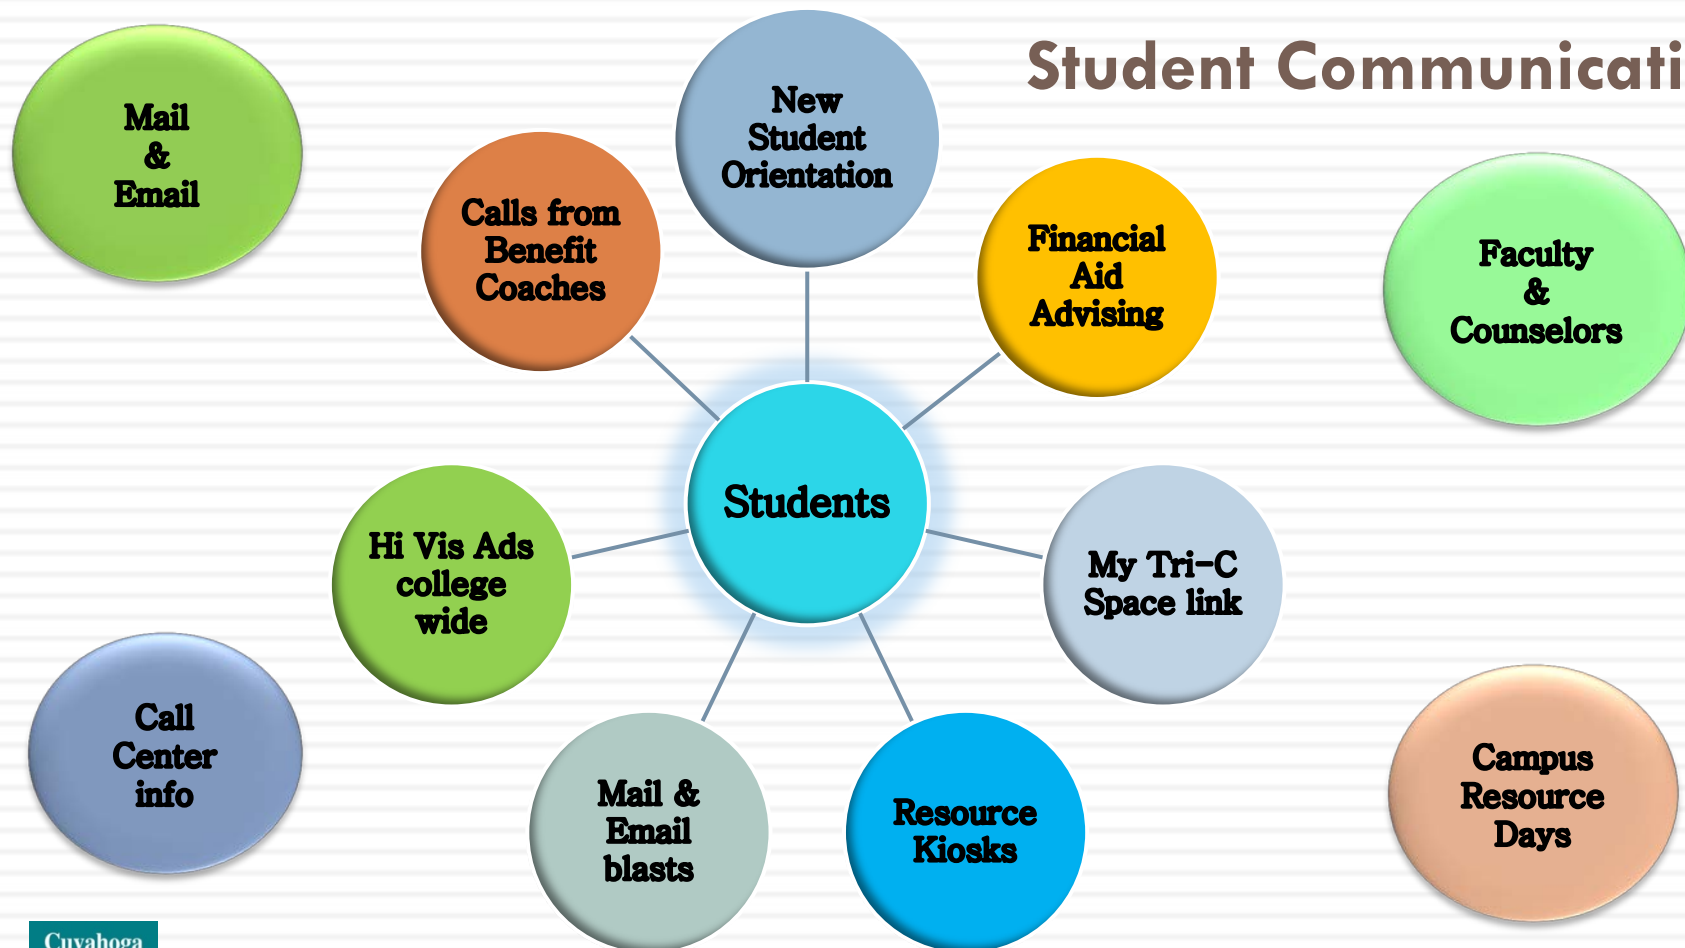 Student Communicati
Mail
&
Email
New
Student
Orientation
Calls from
Benefit
Coaches
Financial
Aid
Advising
Faculty
&
Counselors
Students
Hi Vis Ads
college
wide
My Tri-C
Space link
Call
Center
info
Mail &
Email
blasts
Resource
Kiosks
Campus
Resource
Days
Cuyahoga